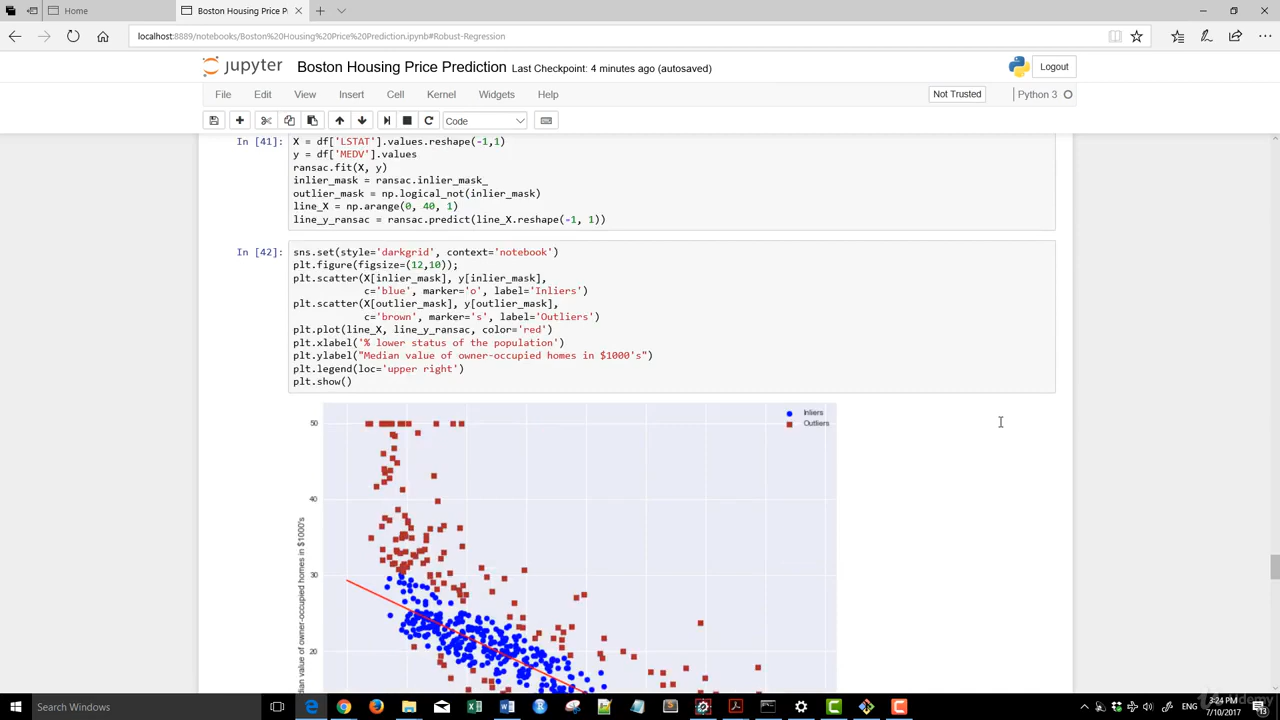 Home
Boston Housing Price P
localhost:8889/notebooks/Boston%20Housing%20Price%20Prediction.ipynb#Robust-Regression
jupyter Boston Housing Price Prediction Last Checkpoint: 4 minutes ago (autosaved)
Logout
File Edit View Insert Cell Kernel Widgets Help
Not Trusted
Python 3
Code
In [41]:
X = df['LSTAT'].values.reshape(-1,1)
y = df['MEDV'].values
ransac.fit(X, y)
inlier_mask = ransac.inlier_mask_
outlier_mask = np.logical_not(inlier_mask)
line_X = np.arange(0, 40, 1)
line_y_ransac = ransac.predict(line_X.reshape(-1, 1))
In [42]:
sns.set(style='darkgrid', context='notebook')
plt.figure(figsize=(12,10));
plt.scatter(X[inlier_mask], y[inlier_mask],
c='blue', marker='o', label='Inliers')
plt.scatter(X[outlier_mask], y[outlier_mask],
c='brown', marker='s', label='Outliers')
plt.plot(line_X, line_y_ransac, color='red')
plt.xlabel('% lower status of the population')
plt.ylabel("Median value of owner-occupied homes in $1000's")
plt.legend(loc='upper right')
plt.show()
Inliers
Outliers
50
40
30
20
dian value of owner-occupied homes in $1000's
Search Windows
3:24 PM
7/10/2017